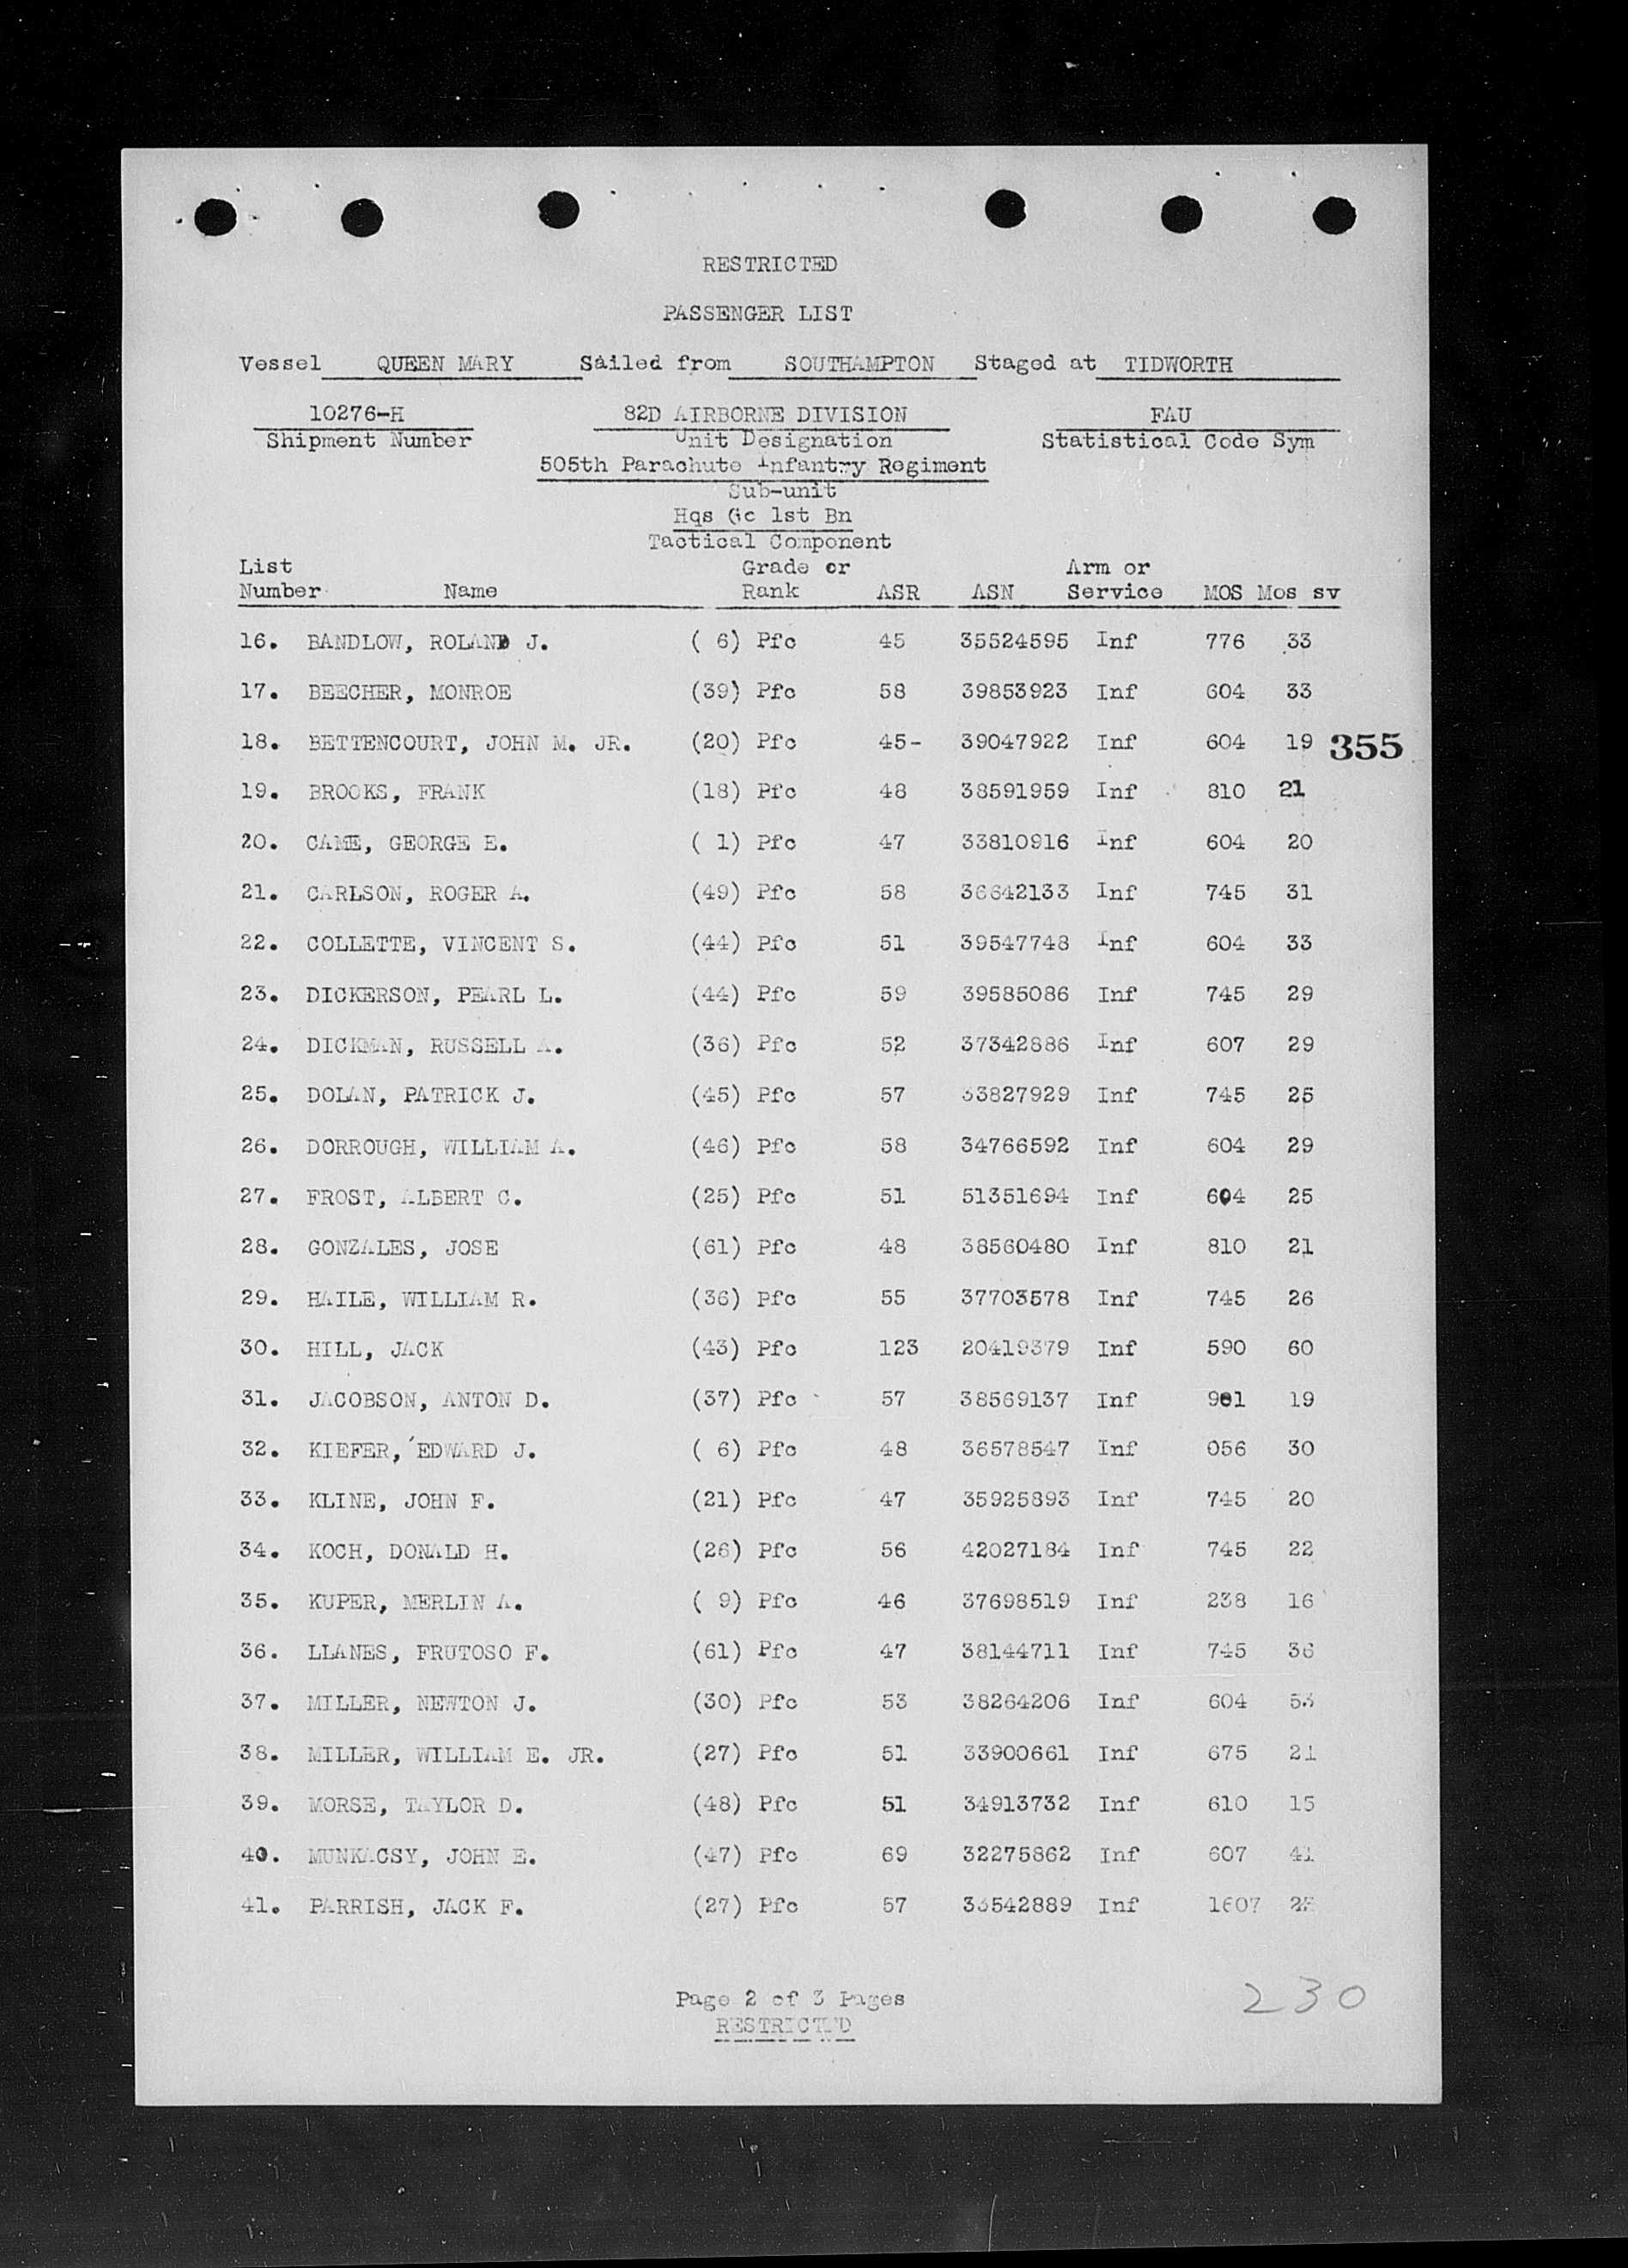 RESTRICTED
PASSENGER LIST
Vessel QUEEN MARY Sailed from SOUTHAMPTON Staged at TIDWORTH
10276-H 82D AIRBORNE DIVISION FAU
Shipment Number Unit Designation Statistical Code Sym
505th Parachute Infantry Regiment
Sub-unit
Hqs Gc 1st Bn
Tactical Component
List Grade or Arm or
Number Name Rank ASR ASN Service MOS Mos sv
16. BANDLOW, ROLAND J. ( 6) Pfc 45 35524595 Inf 776 33
17. BEECHER, MONROE (39) Pfc 58 39853923 Inf 604 33
18. BETTENCOURT, JOHN M. JR. (20) Pfc 45- 39047922 Inf 604 19 355
19. BROOKS, FRANK (18) Pfc 48 38591959 Inf 810 21
20. CAME, GEORGE E. ( 1) Pfc 47 33810916 Inf 604 20
21. CARLSON, ROGER A. (49) Pfc 58 36642133 Inf 745 31
22. COLLETTE, VINCENT S. (44) Pfc 51 39547748 Inf 604 33
23. DICKERSON, PEARL L. (44) Pfc 59 39585086 Inf 745 29
24. DICKMAN, RUSSELL A. (36) Pfc 52 37342886 Inf 607 29
25. DOLAN, PATRICK J. (45) Pfc 57 33827929 Inf 745 25
26. DORROUGH, WILLIAM A. (46) Pfc 58 34766592 Inf 604 29
27. FROST, ALBERT C. (25) Pfc 51 51351694 Inf 604 25
28. GONZALES, JOSE (61) Pfc 48 38560480 Inf 810 21
29. HAILE, WILLIAM R. (36) Pfc 55 37703578 Inf 745 26
30. HILL, JACK (43) Pfc 123 20419379 Inf 590 60
31. JACOBSON, ANTON D. (37) Pfc 57 38569137 Inf 19
32. KIEFER, EDWARD J. ( 6) Pfc 48 36578547 Inf 056 30
33. KLINE, JOHN F. (21) Pfc 47 35925893 Inf 745 20
34. KOCH, DONALD H. (26) Pfc 56 42027184 Inf 745 22
35. KUPER, MERLIN A. ( 9) Pfc 46 37698519 Inf 238 16
36. LLANES, FRUTOSO F. (61) Pfc 47 38144711 Inf 745 36
37. MILLER, NEWTON J. (30) Pfc 53 38264206 Inf 604 53
38. MILLER, WILLIAM E. JR. (27) Pfc 51 33900661 Inf 675 21
39. MORSE, TAYLOR D. (48) Pfc 51 34913732 Inf 610 15
40. MUNKACSY, JOHN E. (47) Pfc 69 32275862 Inf 607 41
41. PARRISH, JACK F. (27) Pfc 57 Inf 1607
Page 2 of 3 Pages
RESTRICTED
230